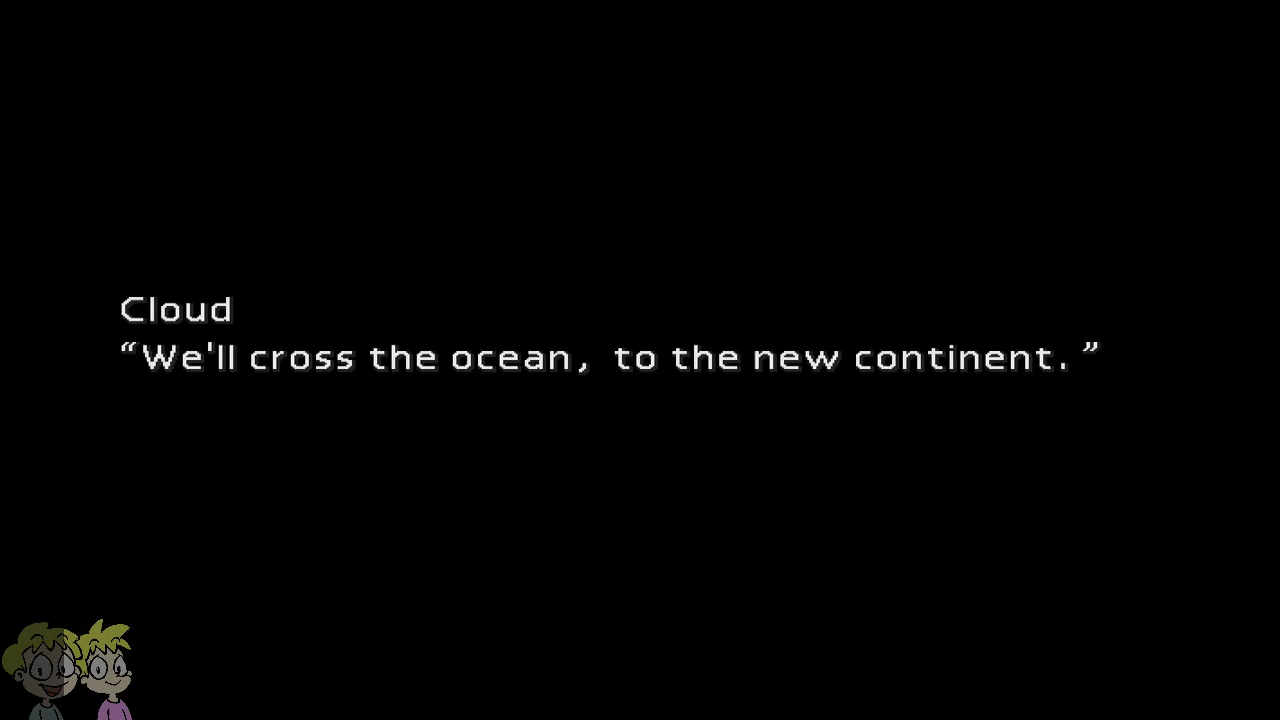 Cloud
“We'll cross the ocean, to the new continent.”